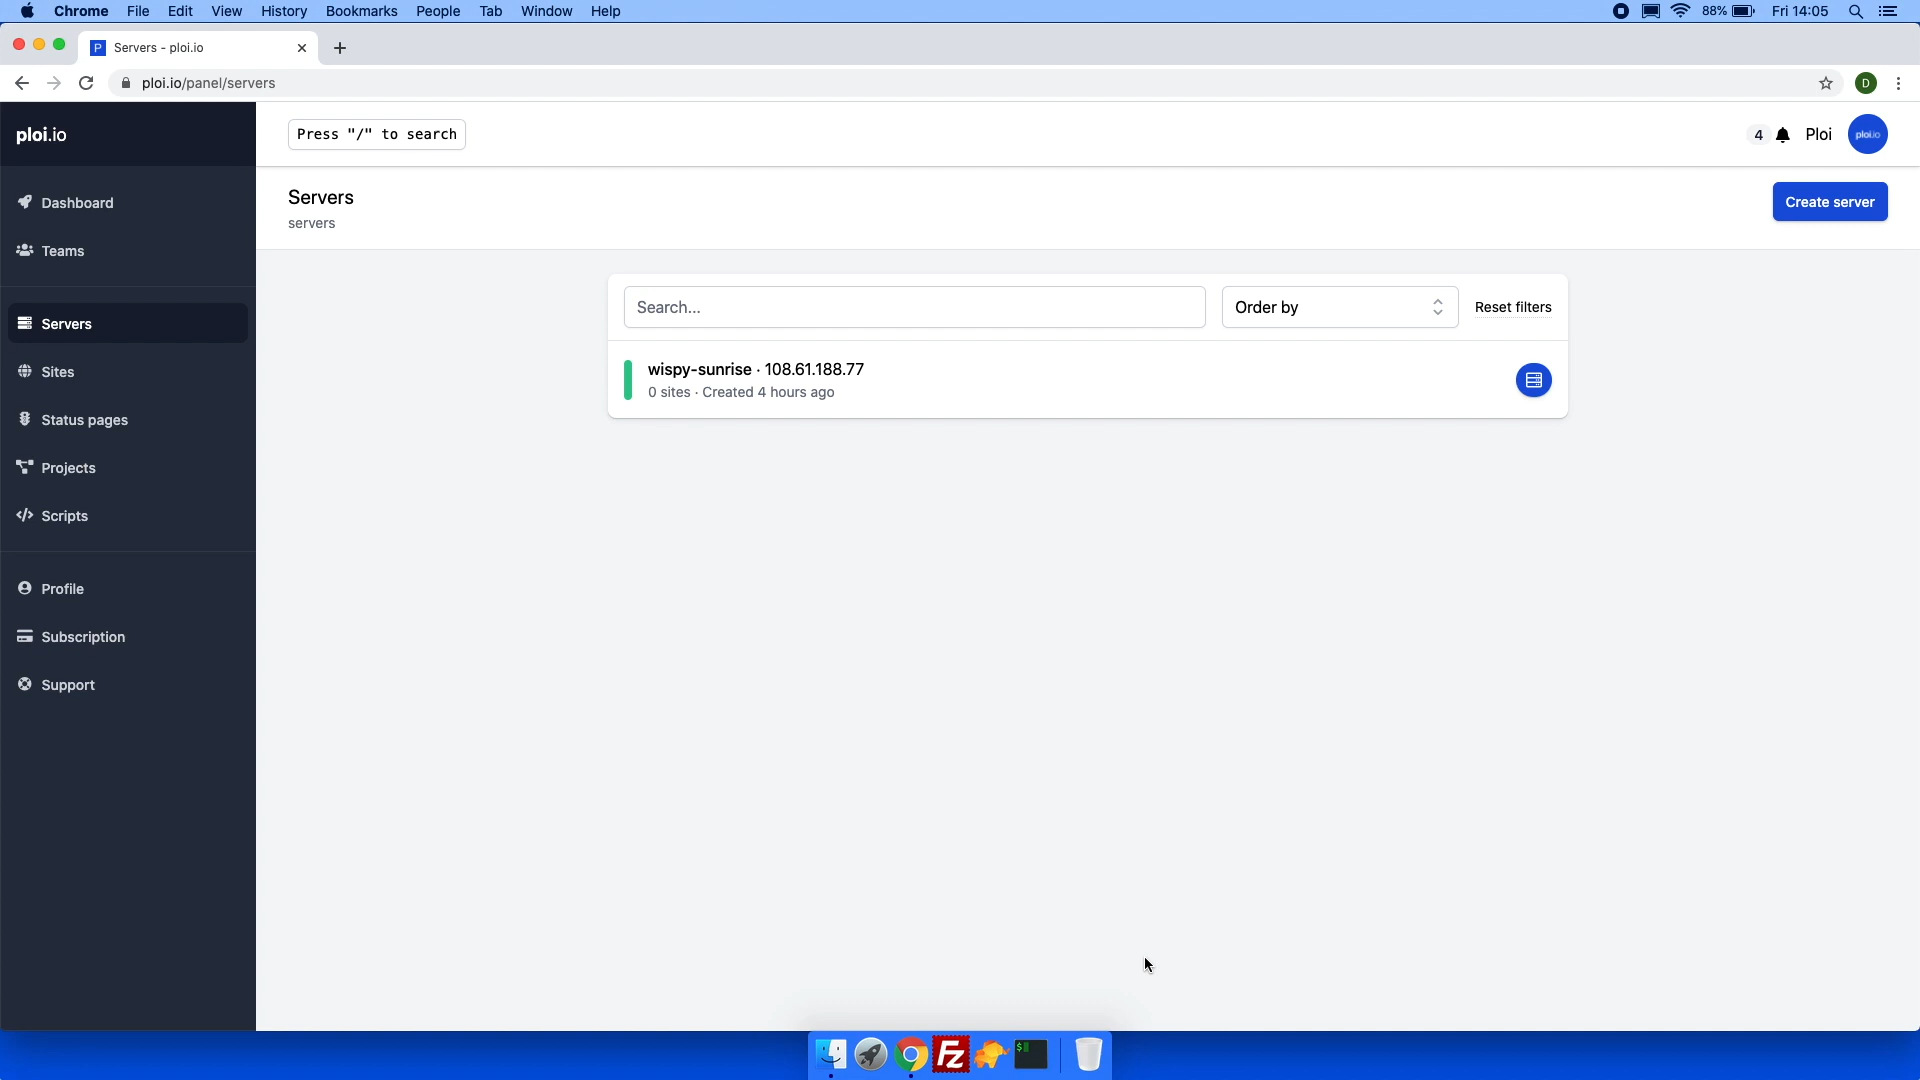 Chrome File Edit View History Bookmarks People Tab Window Help 88% Fri 14:05
P Servers - ploi.io
ploi.io/panel/servers D
ploi.io
Press "/" to search
4 Ploi ploi.io
Dashboard
Teams
Servers
Sites
Status pages
Projects
Scripts
Profile
Subscription
Support
Servers
servers
Create server
Search...
Order by
Reset filters
wispy-sunrise · 108.61.188.77
0 sites · Created 4 hours ago
Fz
$